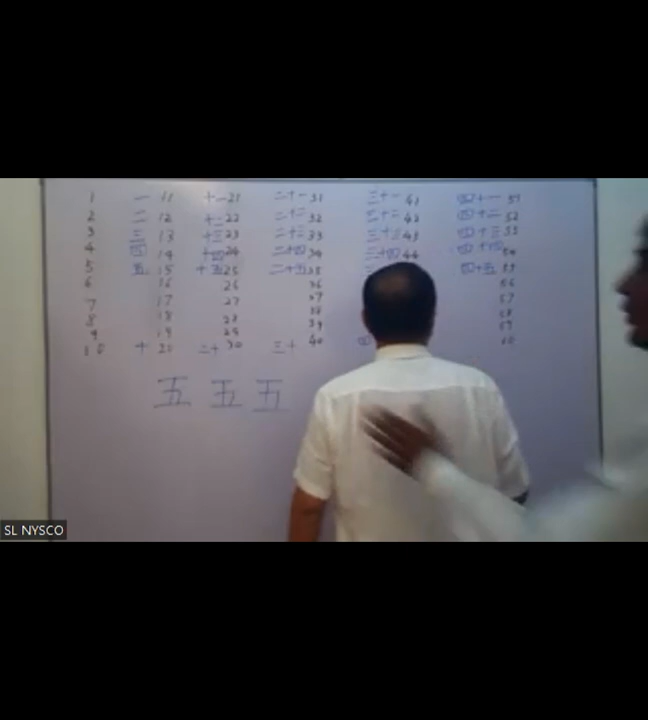 1 一 11 十一 21 二十一 31 三十一 41 四十一 51
2 二 12 十二 22 二十二 32 三十二 42 四十二 52
3 三 13 十三 23 二十三 33 三十三 43 四十三 53
4 四 14 十四 24 二十四 34 三十四 44 四十四 54
5 五 15 十五 25 二十五 35 四十五 55
6 16 26 36 56
7 17 27 37 57
8 18 28 38 58
9 19 29 39 59
10 十 20 二十 30 三十 40 60
五 五 五
SL NYSCO